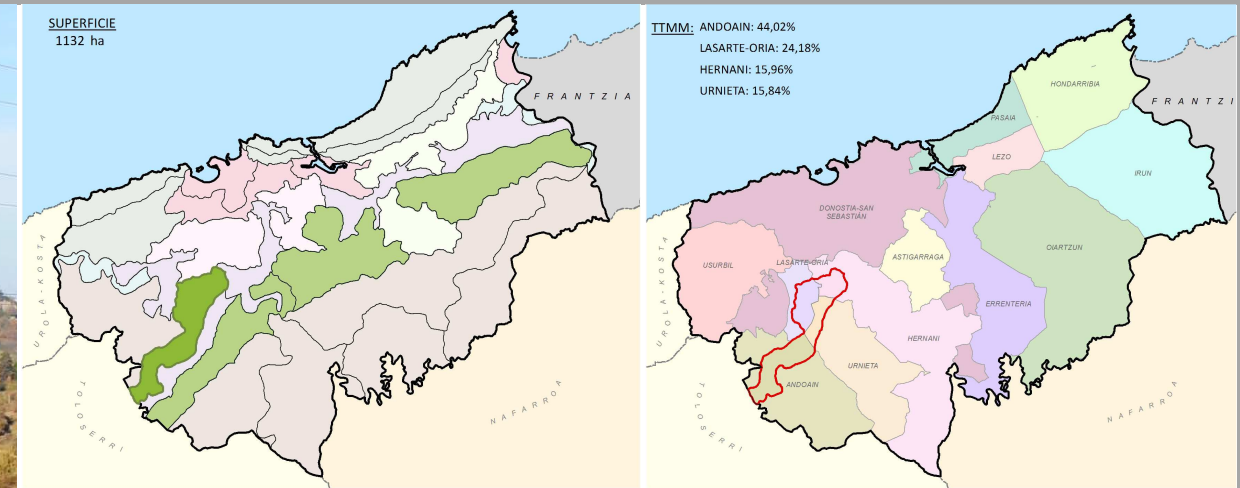 SUPERFICIE
1132 ha
FRANTZIA
UROLA-KOSTA
TOLOSERRI
NAFARROA
TTMM: ANDOAIN: 44,02%
LASARTE-ORIA: 24,18%
HERNANI: 15,96%
URNIETA: 15,84%
HONDARRIBIA
FRANTZI
PASAIA
LEZO
IRUN
DONOSTIA-SAN
SEBASTIÁN
OIARTZUN
USURBIL
LASARTE-ORIA
ASTIGARRAGA
ERRENTERIA
UROLA-KOSTA
HERNANI
URNIETA
ANDOAIN
TOLOSERRI
NAFARROA